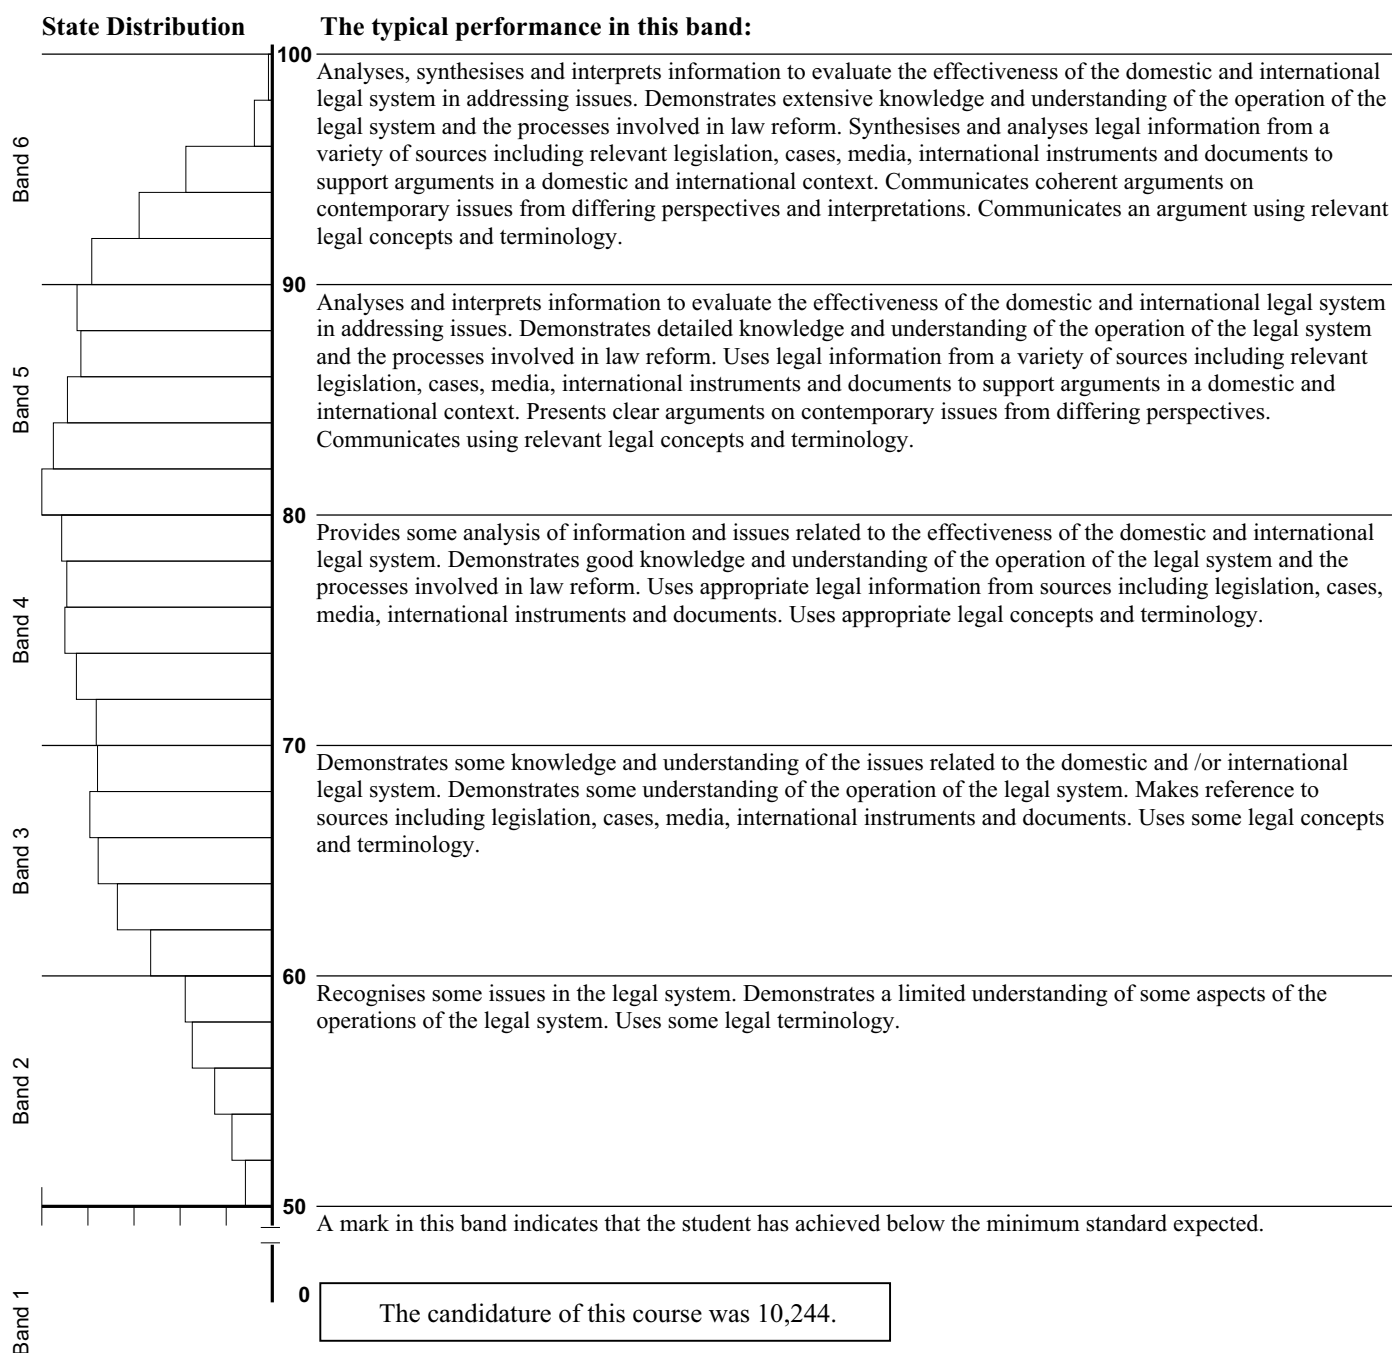 State Distribution
The typical performance in this band:
100
Analyses, synthesises and interprets information to evaluate the effectiveness of the domestic and international
legal system in addressing issues. Demonstrates extensive knowledge and understanding of the operation of the
legal system and the processes involved in law reform. Synthesises and analyses legal information from a
variety of sources including relevant legislation, cases, media, international instruments and documents to
support arguments in a domestic and international context. Communicates coherent arguments on
contemporary issues from differing perspectives and interpretations. Communicates an argument using relevant
legal concepts and terminology.
Band 6
90
Analyses and interprets information to evaluate the effectiveness of the domestic and international legal system
in addressing issues. Demonstrates detailed knowledge and understanding of the operation of the legal system
and the processes involved in law reform. Uses legal information from a variety of sources including relevant
legislation, cases, media, international instruments and documents to support arguments in a domestic and
international context. Presents clear arguments on contemporary issues from differing perspectives.
Communicates using relevant legal concepts and terminology.
Band 5
80
Provides some analysis of information and issues related to the effectiveness of the domestic and international
legal system. Demonstrates good knowledge and understanding of the operation of the legal system and the
processes involved in law reform. Uses appropriate legal information from sources including legislation, cases,
media, international instruments and documents. Uses appropriate legal concepts and terminology.
Band 4
70
Demonstrates some knowledge and understanding of the issues related to the domestic and /or international
legal system. Demonstrates some understanding of the operation of the legal system. Makes reference to
sources including legislation, cases, media, international instruments and documents. Uses some legal concepts
and terminology.
Band 3
60
Recognises some issues in the legal system. Demonstrates a limited understanding of some aspects of the
operations of the legal system. Uses some legal terminology.
Band 2
50
A mark in this band indicates that the student has achieved below the minimum standard expected.
0
Band 1
The candidature of this course was 10,244.